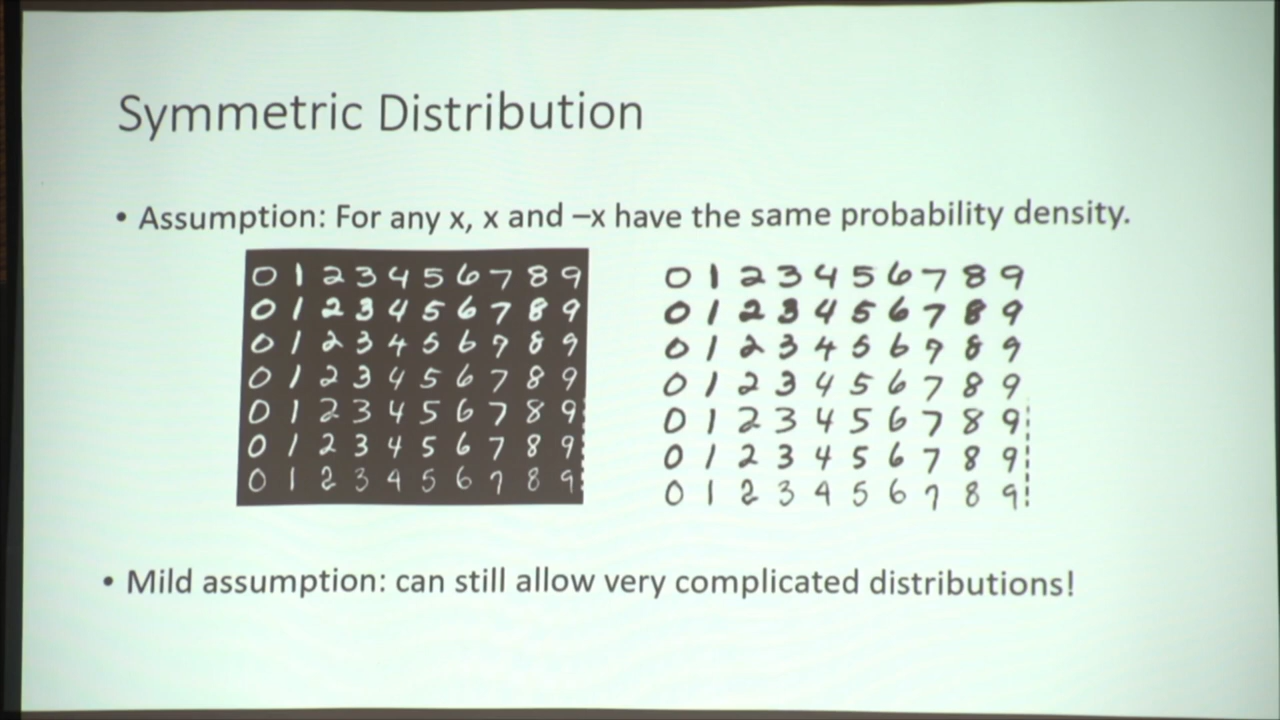 Symmetric Distribution
• Assumption: For any x, x and –x have the same probability density.
0 1 2 3 4 5 6 7 8 9
0 1 2 3 4 5 6 7 8 9
0 1 2 3 4 5 6 7 8 9
0 1 2 3 4 5 6 7 8 9
0 1 2 3 4 5 6 7 8 9
0 1 2 3 4 5 6 7 8 9
0 1 2 3 4 5 6 7 8 9
0 1 2 3 4 5 6 7 8 9
0 1 2 3 4 5 6 7 8 9
0 1 2 3 4 5 6 7 8 9
0 1 2 3 4 5 6 7 8 9
0 1 2 3 4 5 6 7 8 9
0 1 2 3 4 5 6 7 8 9
0 1 2 3 4 5 6 7 8 9
• Mild assumption: can still allow very complicated distributions!